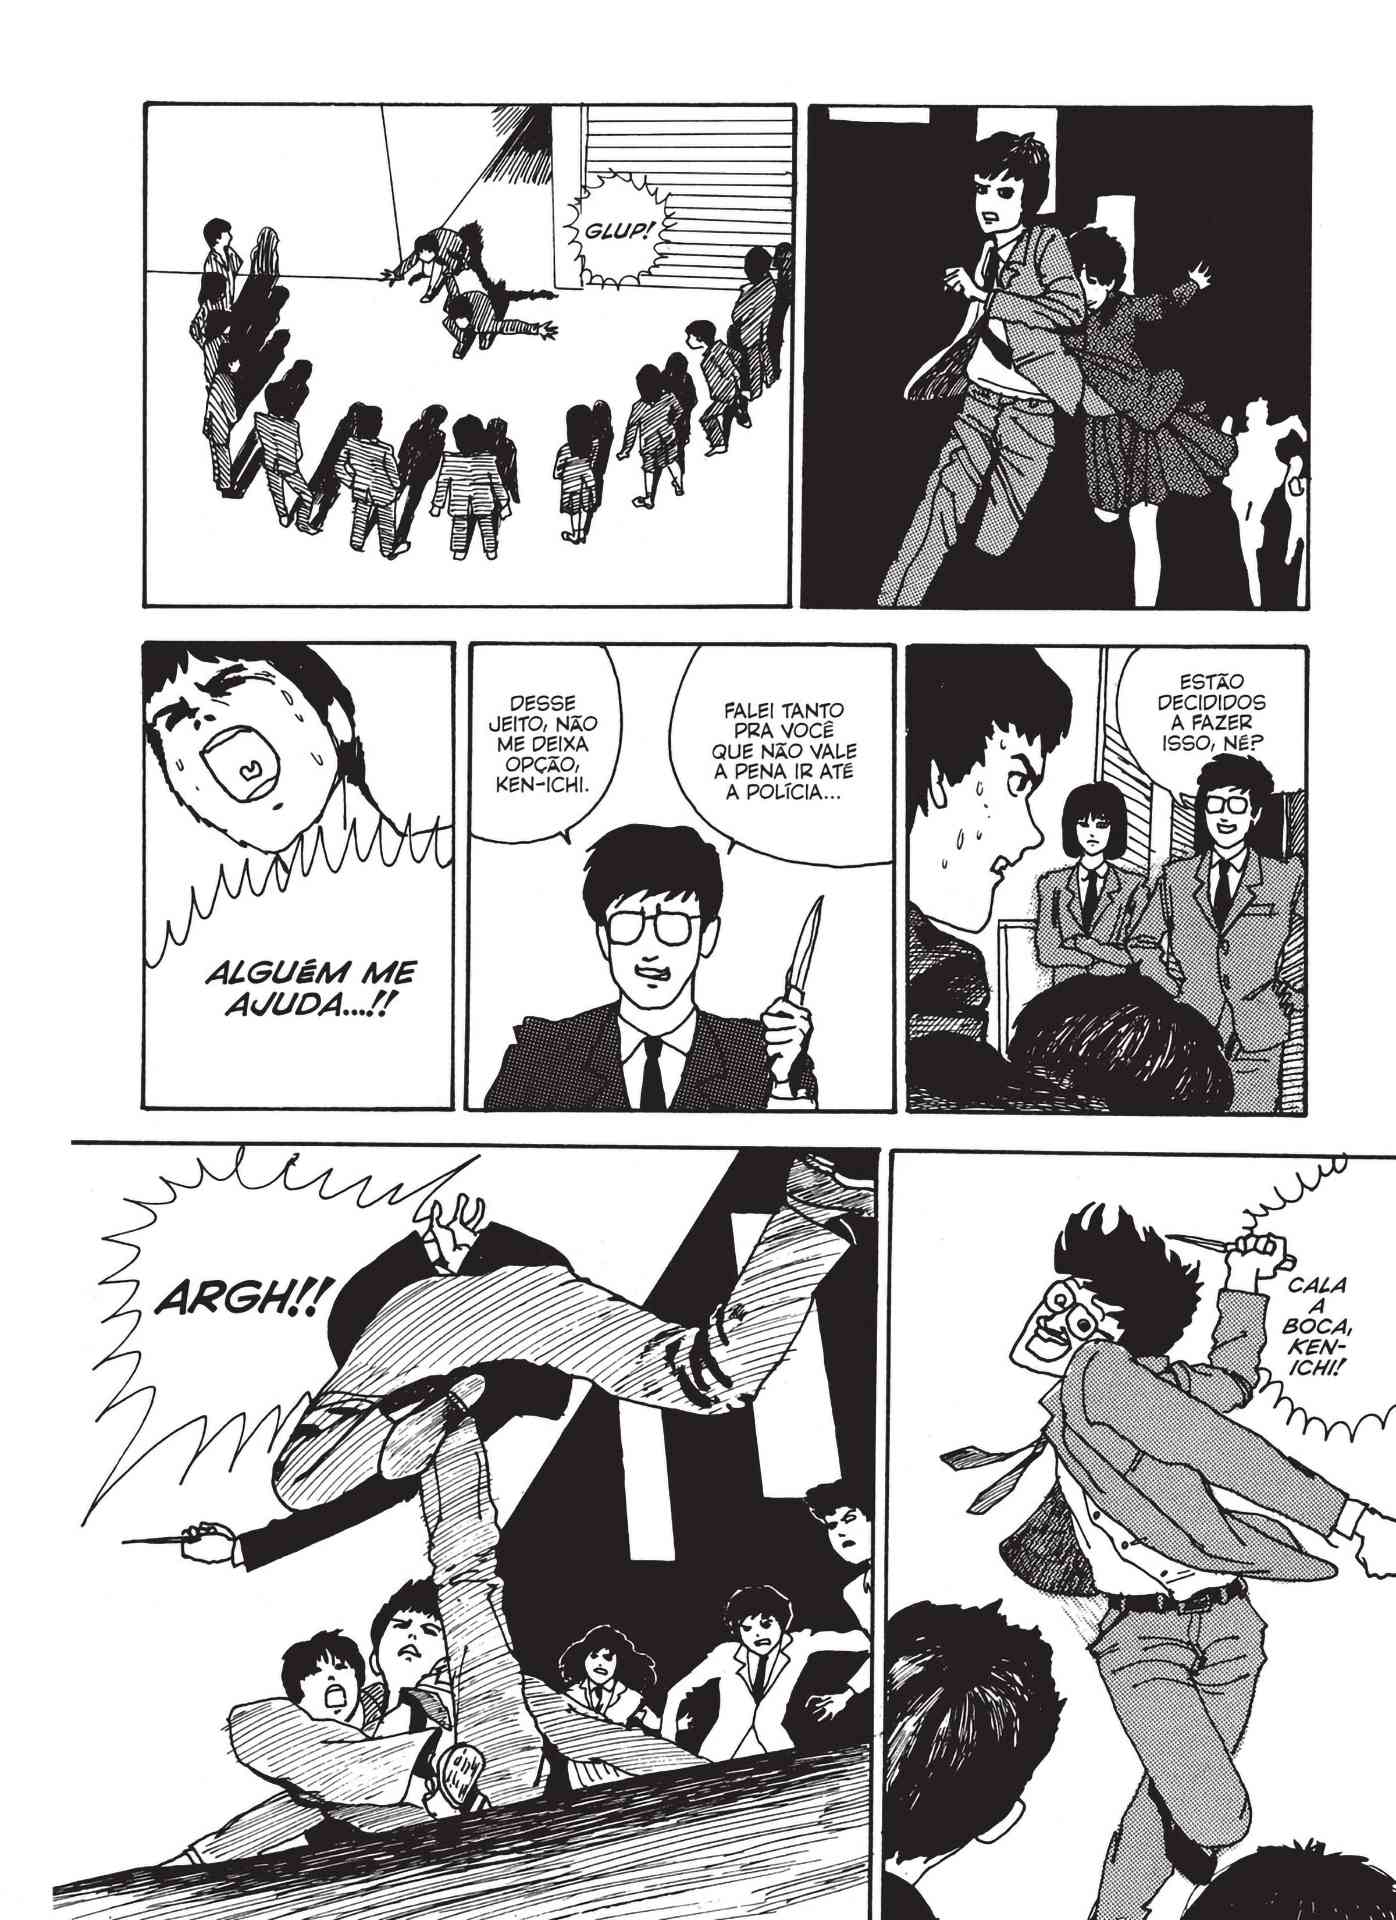 GLUP!
ESTÃO
DECIDIDOS
A FAZER
ISSO, NÉ?
FALEI TANTO
PRA VOCÊ
QUE NÃO VALE
A PENA IR ATÉ
A POLÍCIA...
DESSE
JEITO, NÃO
ME DEIXA
OPÇÃO,
KEN-ICHI.
ALGUÉM ME
AJUDA...!!
CALA
A
BOCA,
KEN-
ICHI!
ARGH!!